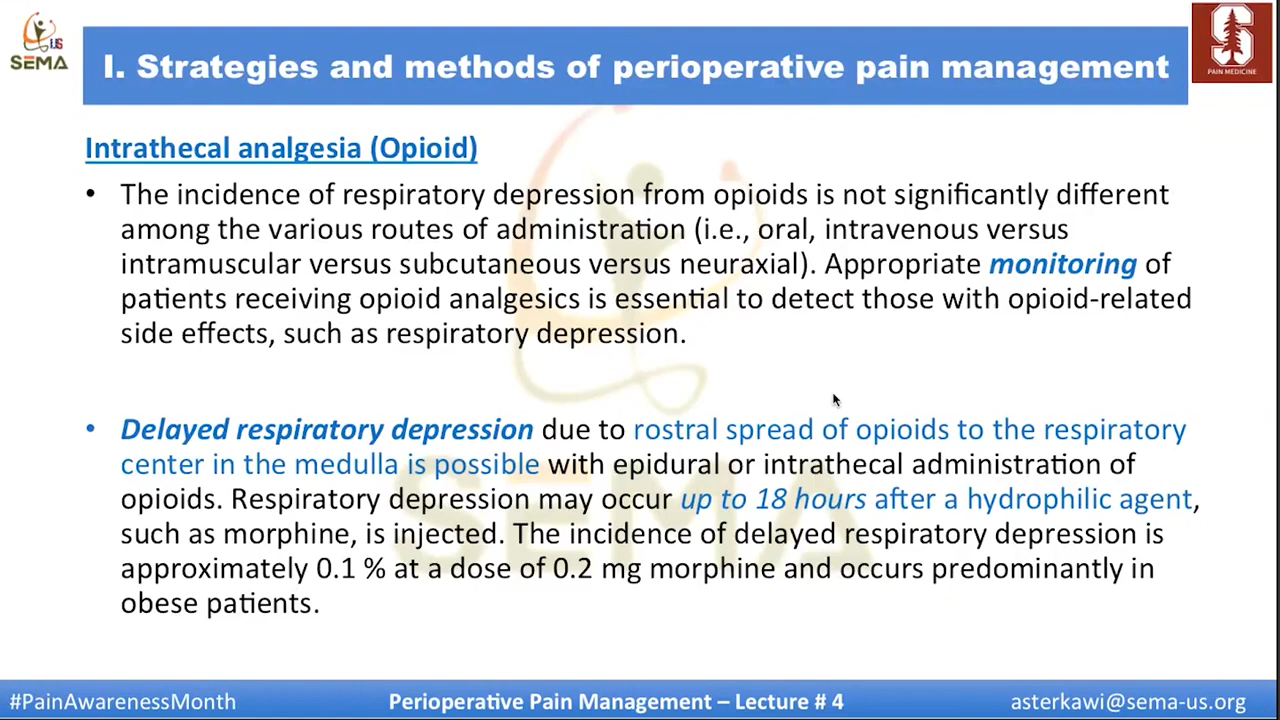 US
SEMA
I. Strategies and methods of perioperative pain management
S
PAIN MEDICINE
Intrathecal analgesia (Opioid)
• The incidence of respiratory depression from opioids is not significantly different
among the various routes of administration (i.e., oral, intravenous versus
intramuscular versus subcutaneous versus neuraxial). Appropriate monitoring of
patients receiving opioid analgesics is essential to detect those with opioid-related
side effects, such as respiratory depression.
• Delayed respiratory depression due to rostral spread of opioids to the respiratory
center in the medulla is possible with epidural or intrathecal administration of
opioids. Respiratory depression may occur up to 18 hours after a hydrophilic agent,
such as morphine, is injected. The incidence of delayed respiratory depression is
approximately 0.1 % at a dose of 0.2 mg morphine and occurs predominantly in
obese patients.
SEMA
#PainAwarenessMonth
Perioperative Pain Management – Lecture # 4
asterkawi@sema-us.org